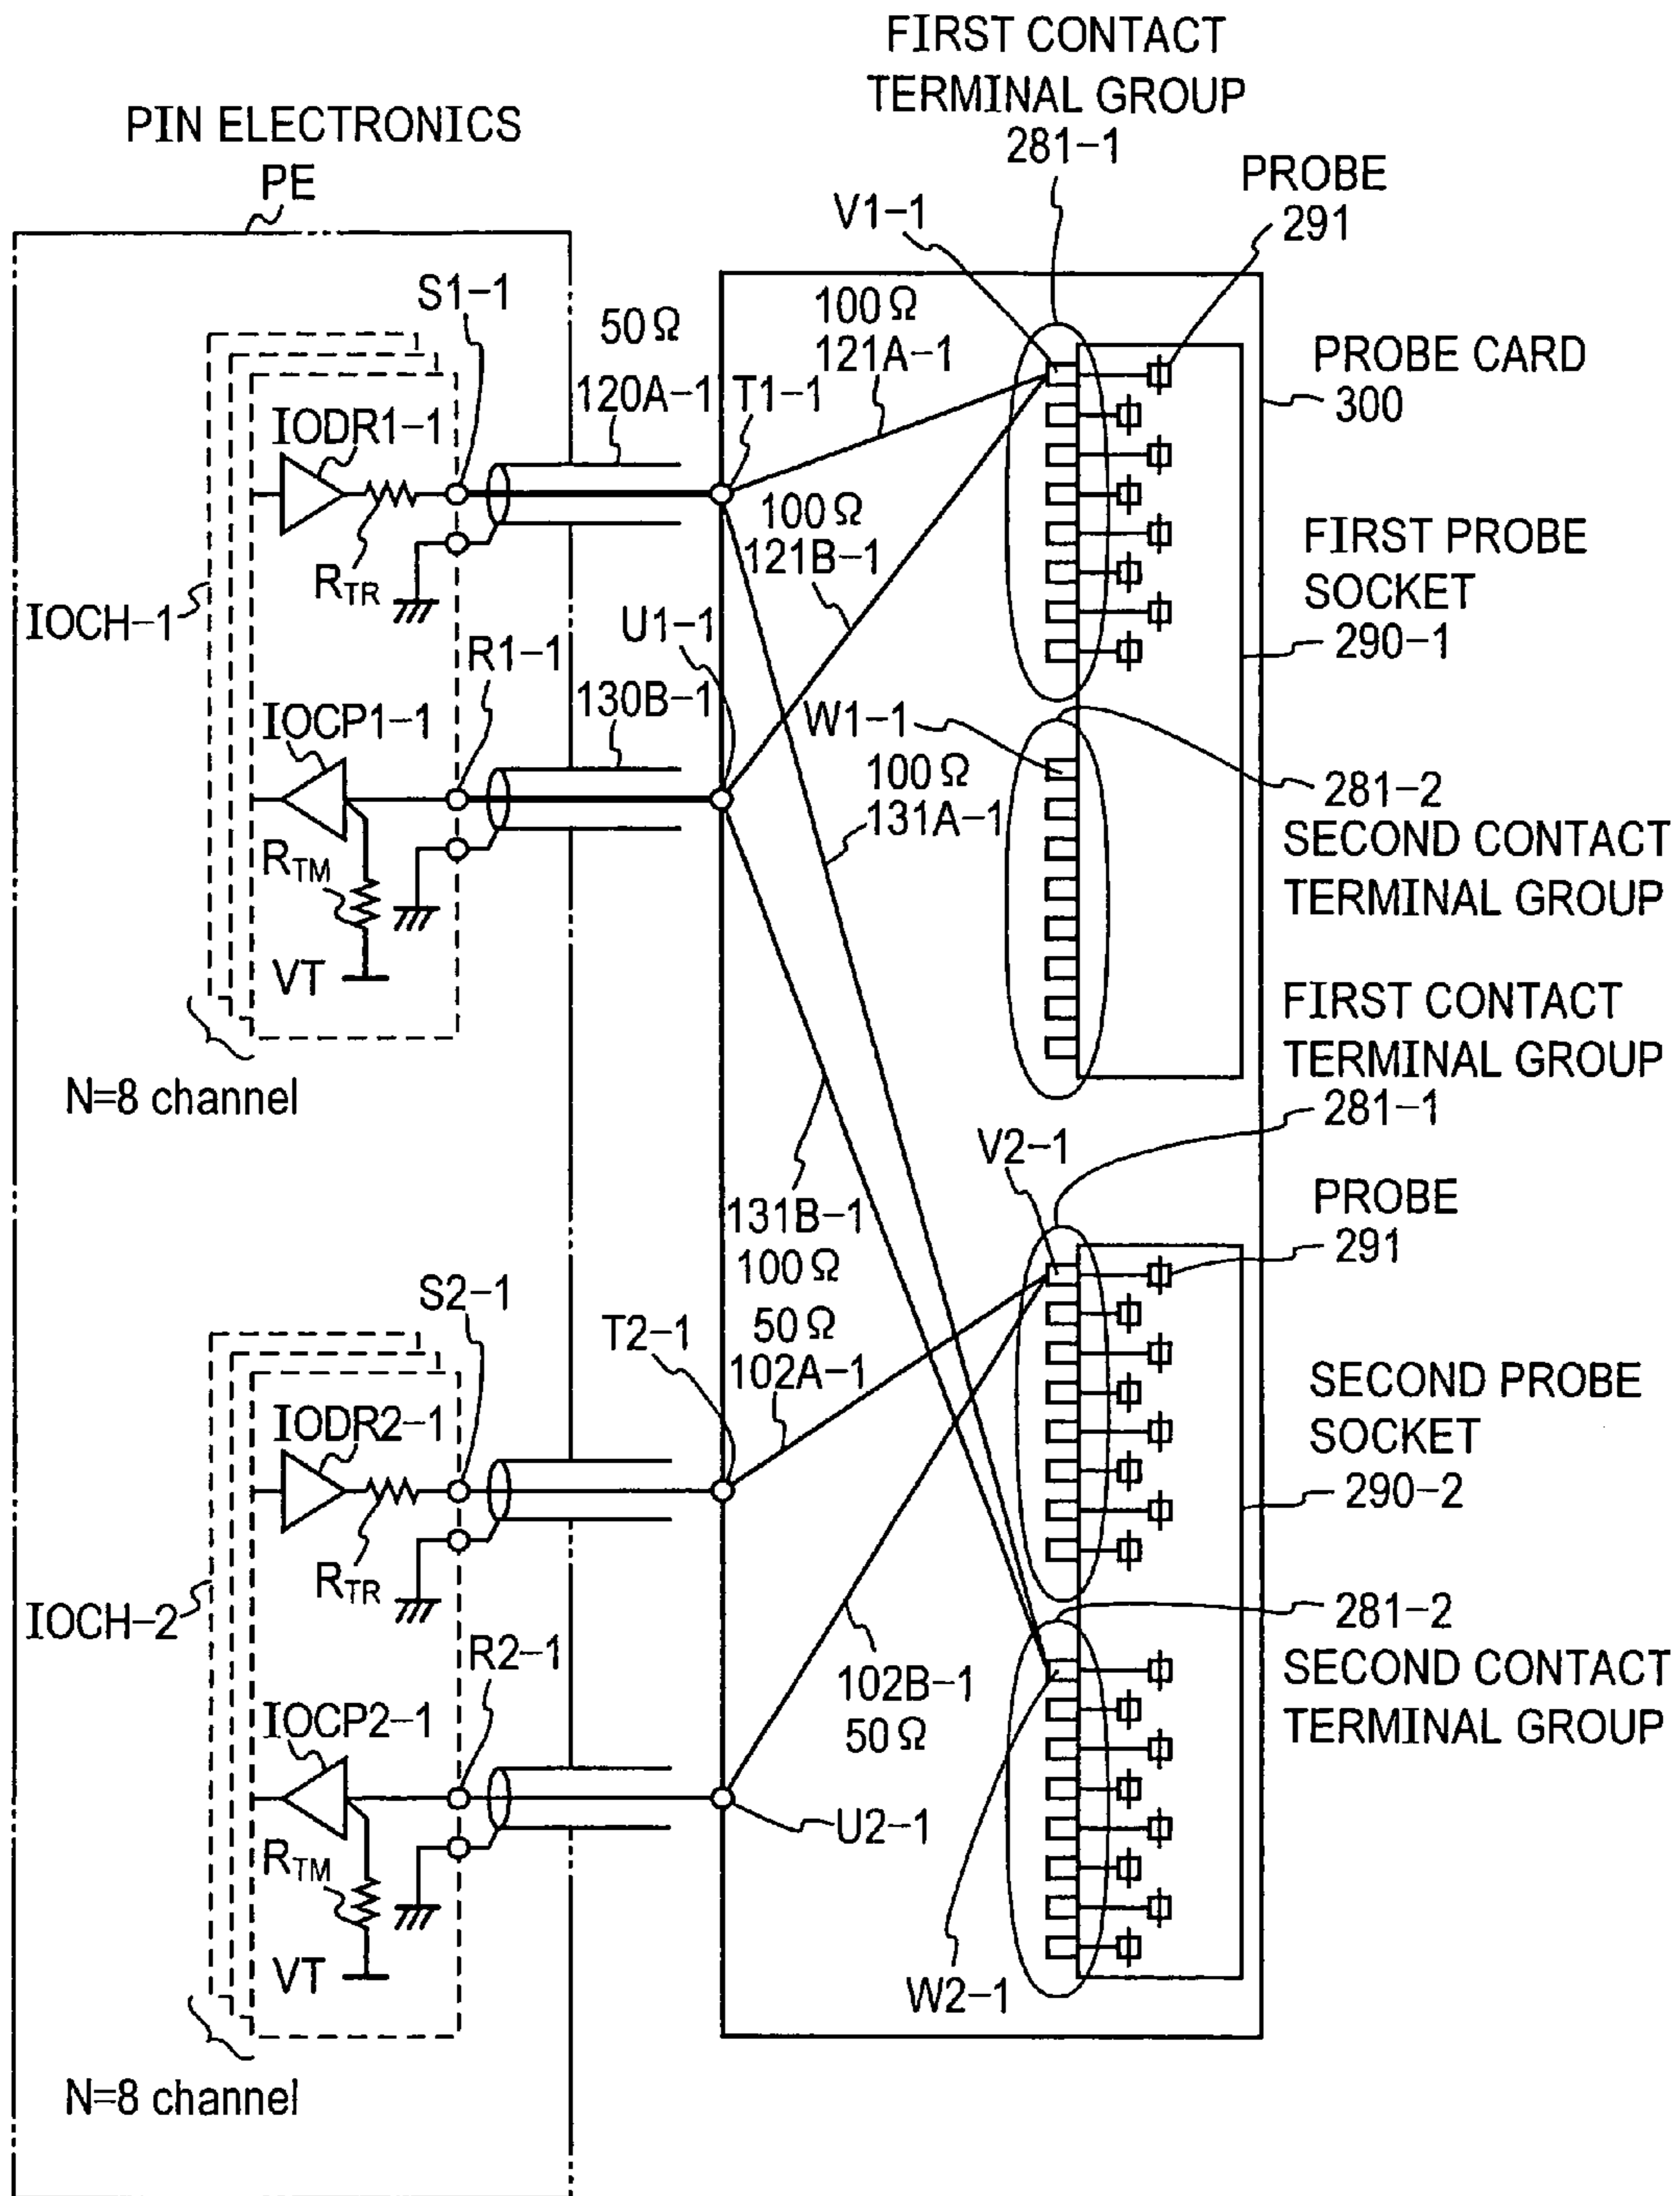 FIRST CONTACT
TERMINAL GROUP
281-1
PIN ELECTRONICS
PE
PROBE
291
V1-1
S1-1
50Ω
120A-1
T1-1
100Ω
121A-1
PROBE CARD
300
IODR1-1
RTR
100Ω
121B-1
FIRST PROBE
SOCKET
290-1
IOCH-1
U1-1
R1-1
130B-1
IOCP1-1
W1-1
100Ω
131A-1
281-2
SECOND CONTACT
TERMINAL GROUP
RTM
VT
N=8 channel
FIRST CONTACT
TERMINAL GROUP
281-1
V2-1
131B-1
100Ω
PROBE
291
S2-1
T2-1
50Ω
102A-1
SECOND PROBE
SOCKET
290-2
IODR2-1
RTR
IOCH-2
281-2
SECOND CONTACT
TERMINAL GROUP
R2-1
102B-1
50Ω
IOCP2-1
U2-1
RTM
VT
W2-1
N=8 channel